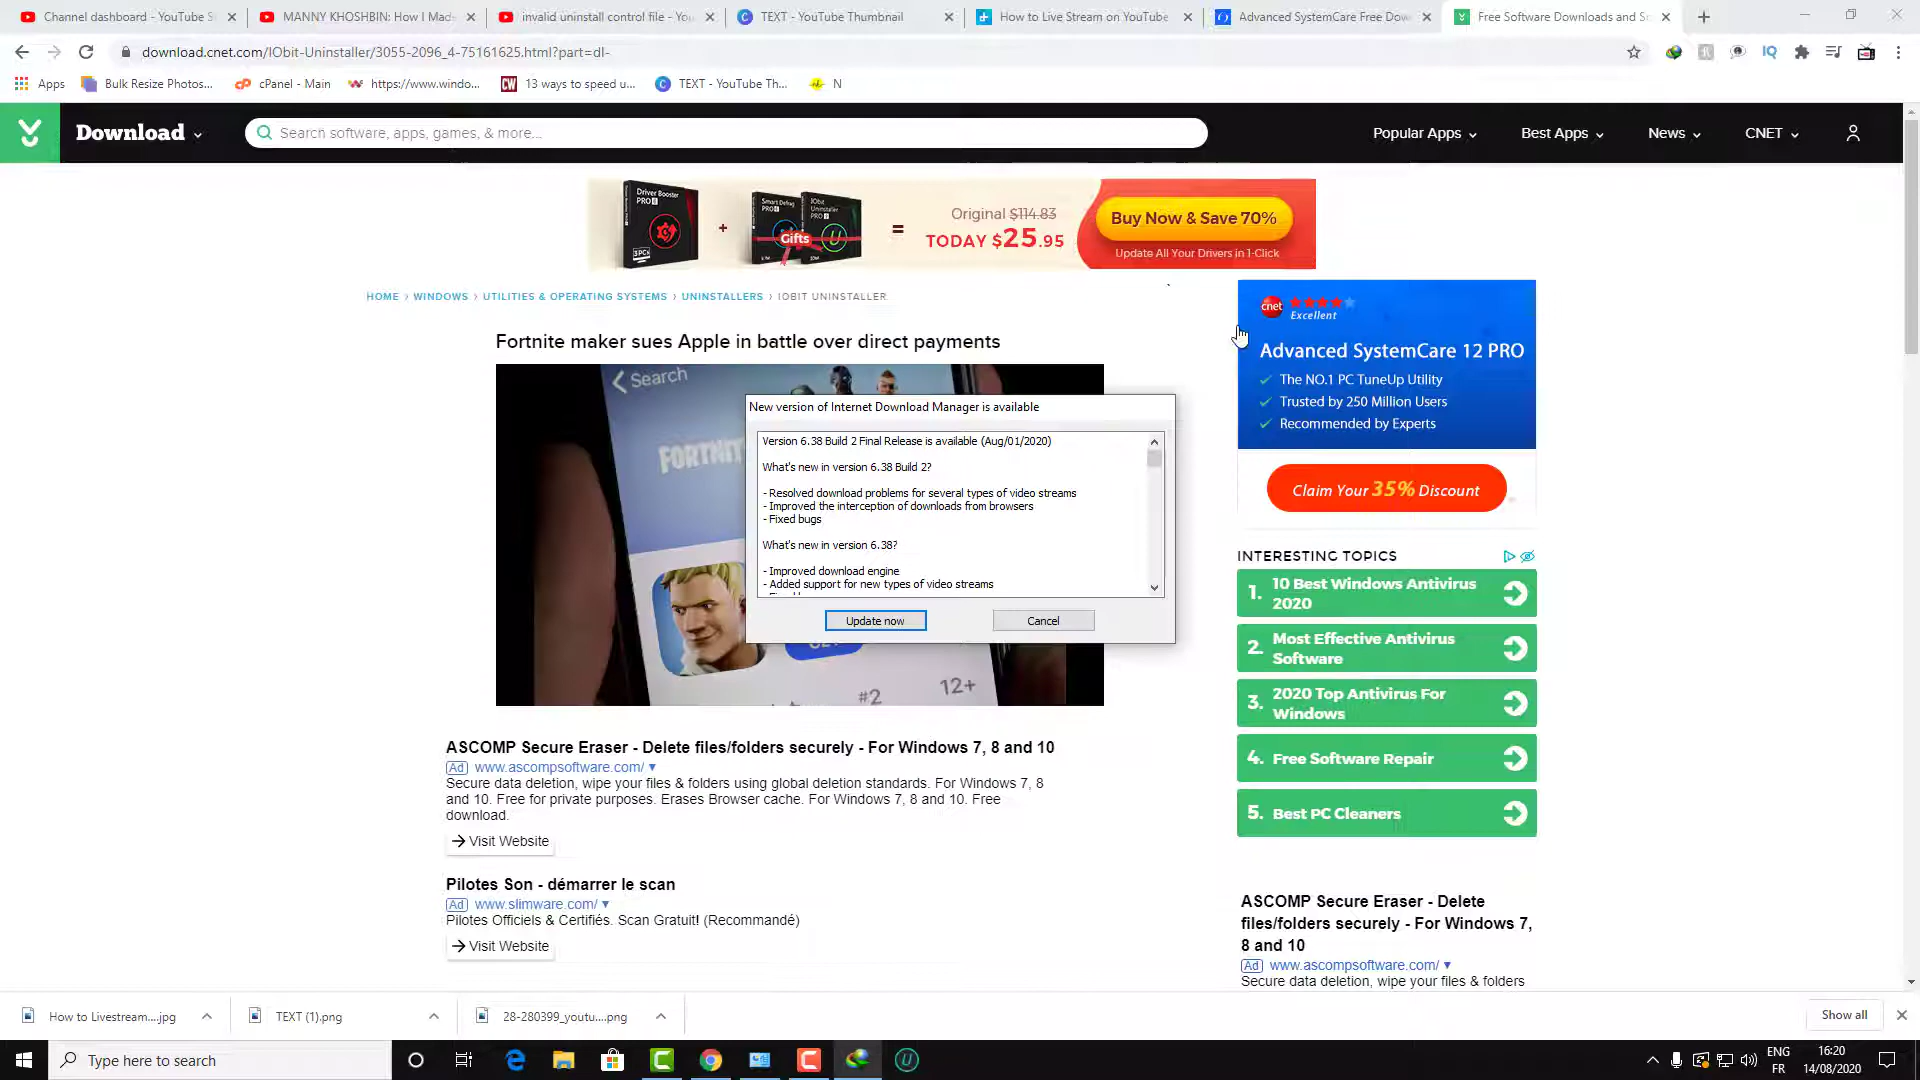 Channel dashboard - YouTube S
MANNY KHOSHBIN: How I Mad
invalid uninstall control file - You
TEXT - YouTube Thumbnail
How to Live Stream on YouTube
Advanced SystemCare Free Dow
Free Software Downloads and So
download.cnet.com/IObit-Uninstaller/3055-2096_4-75161625.html?part=dl-
IQ
Apps
Bulk Resize Photos...
cPanel - Main
https://www.windo...
13 ways to speed u...
TEXT - YouTube Th...
N
Download
Search software, apps, games, & more...
Popular Apps
Best Apps
News
CNET
Driver Booster PRO
3 PCs
Smart Defrag PRO
IObit Uninstaller PRO
Gifts
+
=
Original $114.83
TODAY $25.95
Buy Now & Save 70%
Update All Your Drivers in 1-Click
HOME > WINDOWS > UTILITIES & OPERATING SYSTEMS > UNINSTALLERS > IOBIT UNINSTALLER
Fortnite maker sues Apple in battle over direct payments
Search
FORTNI
#2
12+
New version of Internet Download Manager is available
Version 6.38 Build 2 Final Release is available (Aug/01/2020)
What's new in version 6.38 Build 2?
- Resolved download problems for several types of video streams
- Improved the interception of downloads from browsers
- Fixed bugs
What's new in version 6.38?
- Improved download engine
- Added support for new types of video streams
Update now
Cancel
cnet
Excellent
Advanced SystemCare 12 PRO
The NO.1 PC TuneUp Utility
Trusted by 250 Million Users
Recommended by Experts
Claim Your 35% Discount
INTERESTING TOPICS
1. 10 Best Windows Antivirus 2020
2. Most Effective Antivirus Software
3. 2020 Top Antivirus For Windows
4. Free Software Repair
5. Best PC Cleaners
ASCOMP Secure Eraser - Delete files/folders securely - For Windows 7, 8 and 10
Ad www.ascompsoftware.com/
Secure data deletion, wipe your files & folders using global deletion standards. For Windows 7, 8
and 10. Free for private purposes. Erases Browser cache. For Windows 7, 8 and 10. Free
download.
Visit Website
Pilotes Son - démarrer le scan
Ad www.slimware.com/
Pilotes Officiels & Certifiés. Scan Gratuit! (Recommandé)
Visit Website
ASCOMP Secure Eraser - Delete
files/folders securely - For Windows 7,
8 and 10
Ad www.ascompsoftware.com/
Secure data deletion, wipe your files & folders
How to Livestream....jpg
TEXT (1).png
28-280399_youtu....png
Show all
Type here to search
ENG
FR
16:20
14/08/2020